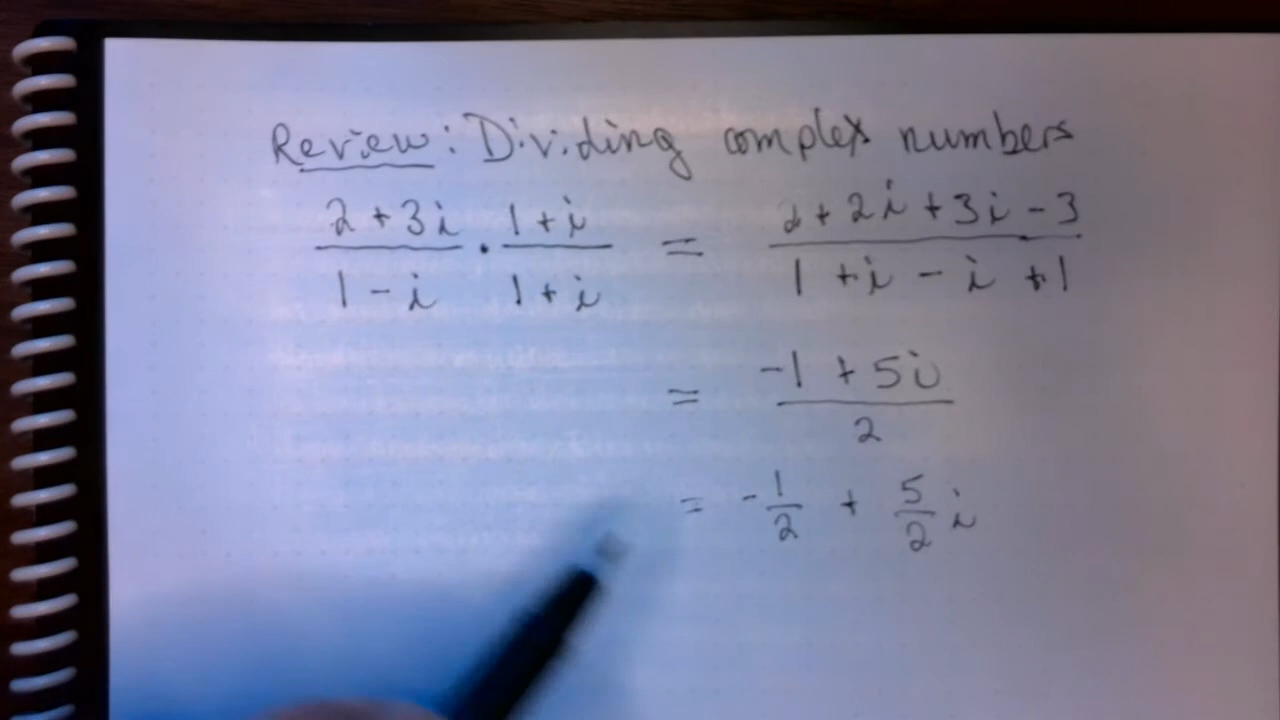 Review: Dividing complex numbers
2 + 3i / 1 - i · 1 + i / 1 + i = 2 + 2i + 3i - 3 / 1 + i - i + 1
= -1 + 5i / 2
= -1/2 + 5/2 i